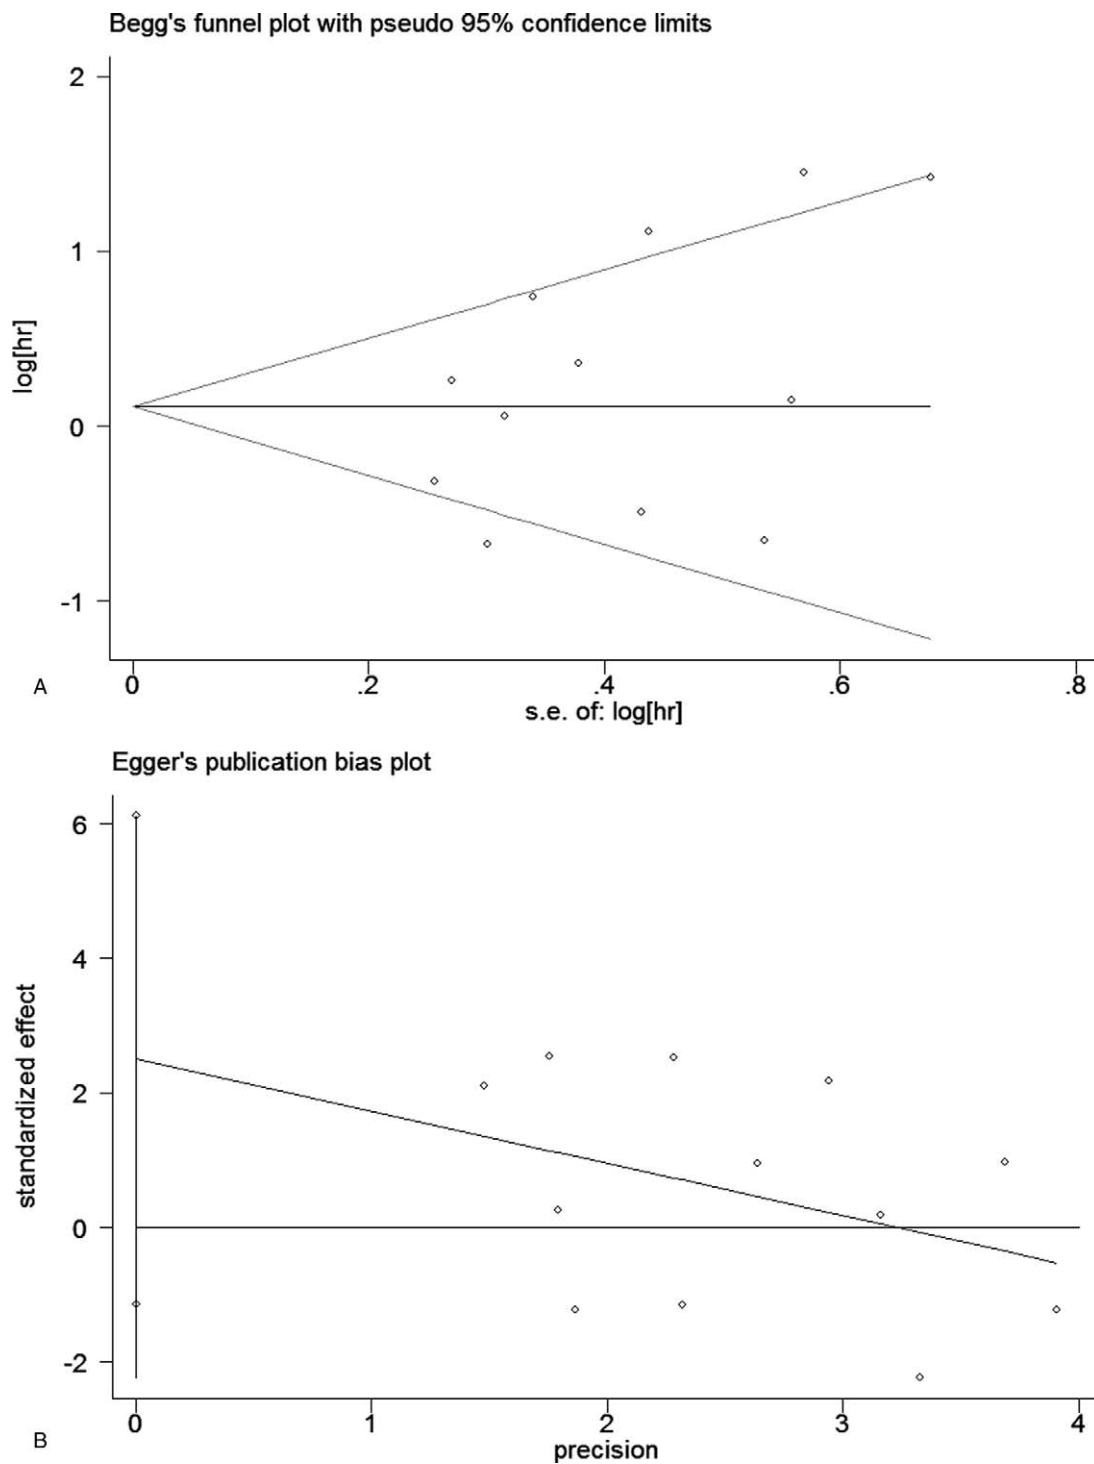 Begg's funnel plot with pseudo 95% confidence limits
2
1
0
-1
log[hr]
0 .2 .4 .6 .8
s.e. of: log[hr]
A
Egger's publication bias plot
6
4
2
0
-2
standardized effect
0 1 2 3 4
precision
B